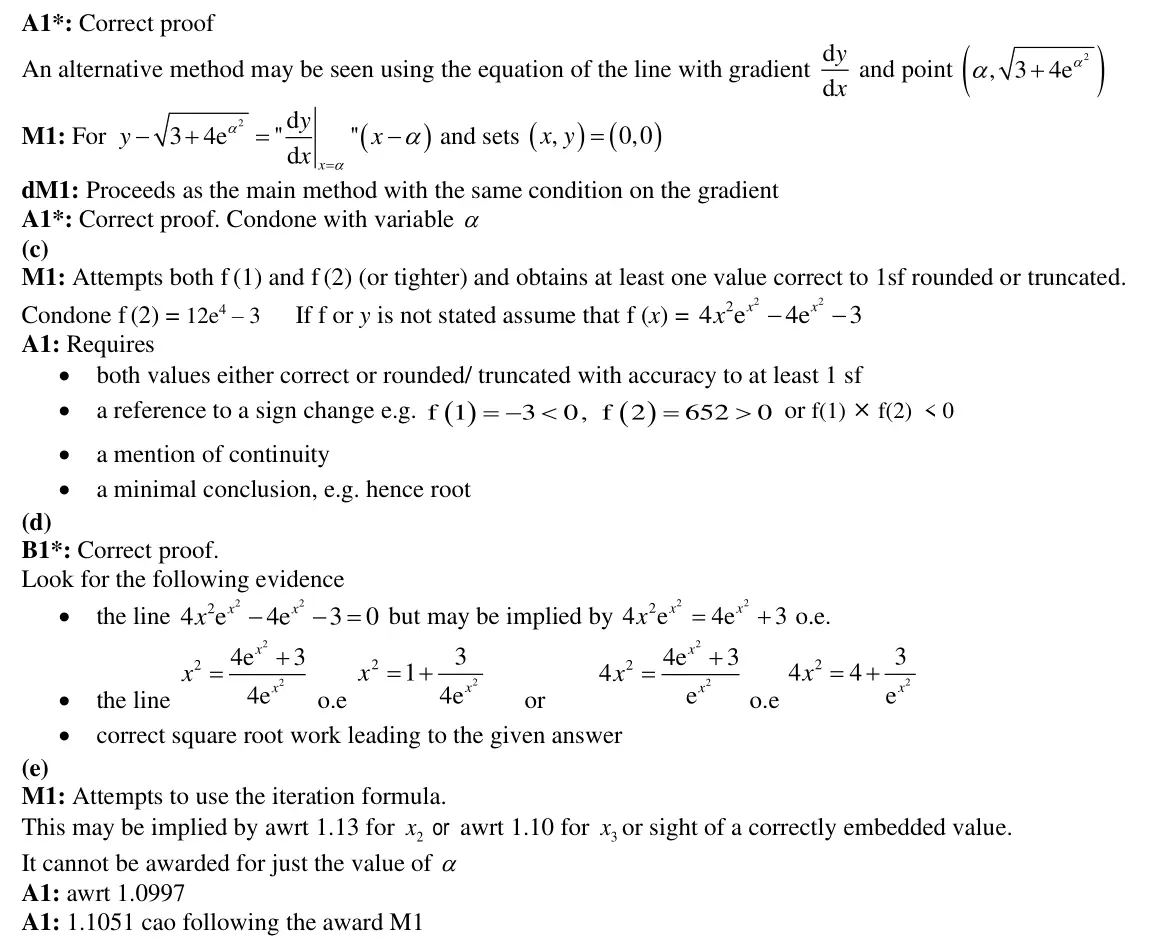 A1*: Correct proof
An alternative method may be seen using the equation of the line with gradient dy/dx and point (α, √(3 + 4e^(α²)))
M1: For y − √(3 + 4e^(α²)) = "dy/dx|ₓ₌α "(x − α) and sets (x, y) = (0,0)
dM1: Proceeds as the main method with the same condition on the gradient
A1*: Correct proof. Condone with variable α
(c)
M1: Attempts both f (1) and f (2) (or tighter) and obtains at least one value correct to 1sf rounded or truncated.
Condone f (2) = 12e⁴ – 3 If f or y is not stated assume that f (x) = 4x²e^(x²) − 4e^(x²) − 3
A1: Requires
• both values either correct or rounded/ truncated with accuracy to at least 1 sf
• a reference to a sign change e.g. f (1) = −3 < 0, f (2) = 652 > 0 or f(1) × f(2) < 0
• a mention of continuity
• a minimal conclusion, e.g. hence root
(d)
B1*: Correct proof.
Look for the following evidence
• the line 4x²e^(x²) − 4e^(x²) − 3 = 0 but may be implied by 4x²e^(x²) = 4e^(x²) + 3 o.e.
• the line x² = (4e^(x²) + 3)/(4e^(x²)) o.e x² = 1 + 3/(4e^(x²)) or 4x² = (4e^(x²) + 3)/(e^(x²)) o.e 4x² = 4 + 3/(e^(x²))
• correct square root work leading to the given answer
(e)
M1: Attempts to use the iteration formula.
This may be implied by awrt 1.13 for x₂ or awrt 1.10 for x₃ or sight of a correctly embedded value.
It cannot be awarded for just the value of α
A1: awrt 1.0997
A1: 1.1051 cao following the award M1